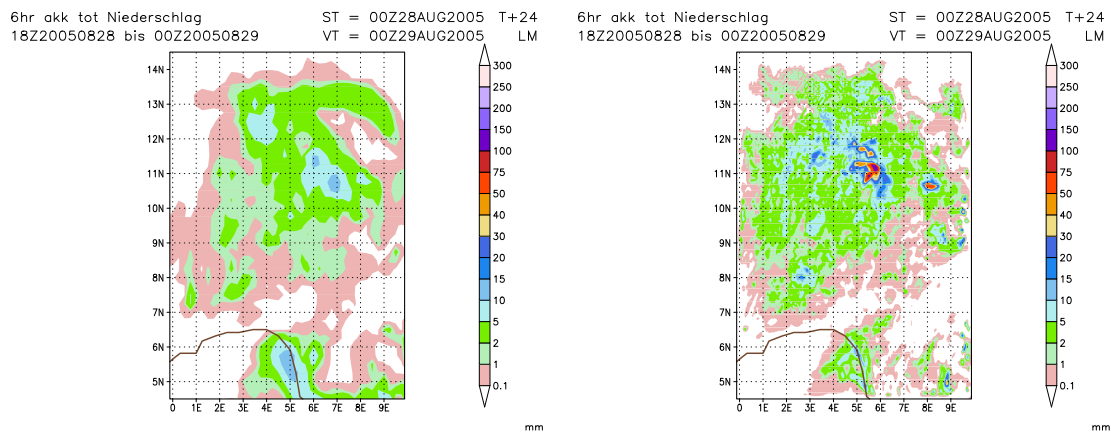 6hr akk tot Niederschlag ST = 00Z28AUG2005 T+24
18Z20050828 bis 00Z20050829 VT = 00Z29AUG2005 LM
14N
13N
12N
11N
10N
9N
8N
7N
6N
5N
0 1E 2E 3E 4E 5E 6E 7E 8E 9E
300
250
200
150
100
75
50
40
30
20
15
10
5
2
1
0.1
mm
6hr akk tot Niederschlag ST = 00Z28AUG2005 T+24
18Z20050828 bis 00Z20050829 VT = 00Z29AUG2005 LM
14N
13N
12N
11N
10N
9N
8N
7N
6N
5N
0 1E 2E 3E 4E 5E 6E 7E 8E 9E
300
250
200
150
100
75
50
40
30
20
15
10
5
2
1
0.1
mm